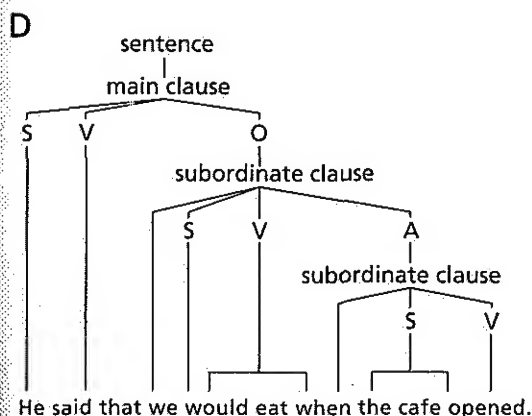 D
sentence
main clause
S V O
subordinate clause
S V A
subordinate clause
S V
He said that we would eat when the cafe opened.